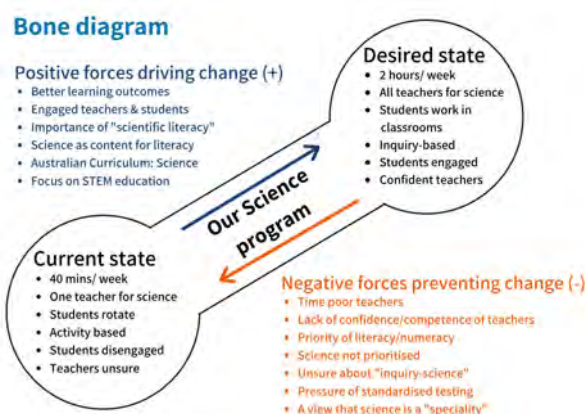 Bone diagram
Positive forces driving change (+)
• Better learning outcomes
• Engaged teachers & students
• Importance of "scientific literacy"
• Science as content for literacy
• Australian Curriculum: Science
• Focus on STEM education
Desired state
• 2 hours/ week
• All teachers for science
• Students work in
classrooms
• Inquiry-based
• Students engaged
• Confident teachers
Our Science
program
Current state
• 40 mins/ week
• One teacher for science
• Students rotate
• Activity based
• Students disengaged
• Teachers unsure
Negative forces preventing change (-)
• Time poor teachers
• Lack of confidence/competence of teachers
• Priority of literacy/numeracy
• Science not prioritised
• Unsure about "inquiry-science"
• Pressure of standardised testing
• A view that science is a "speciality"